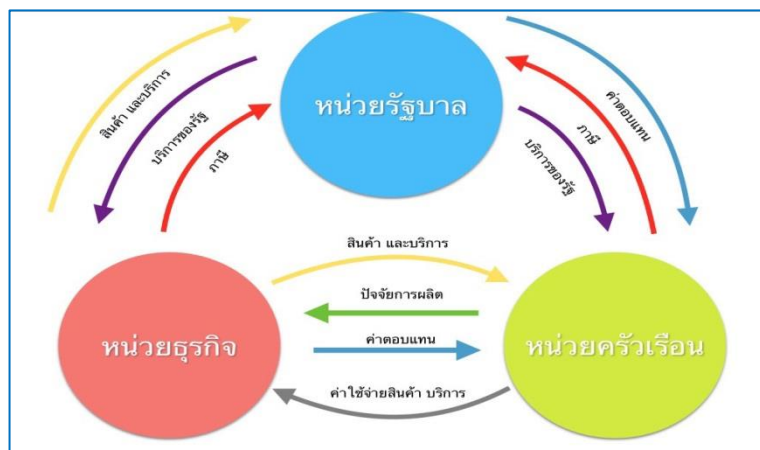 หน่วยรัฐบาล
สินค้า และบริการ
บริการของรัฐ
ภาษี
ค่าตอบแทน
ภาษี
บริการของรัฐ
สินค้า และบริการ
ปัจจัยการผลิต
หน่วยธุรกิจ
หน่วยครัวเรือน
ค่าตอบแทน
ค่าใช้จ่ายสินค้า บริการ